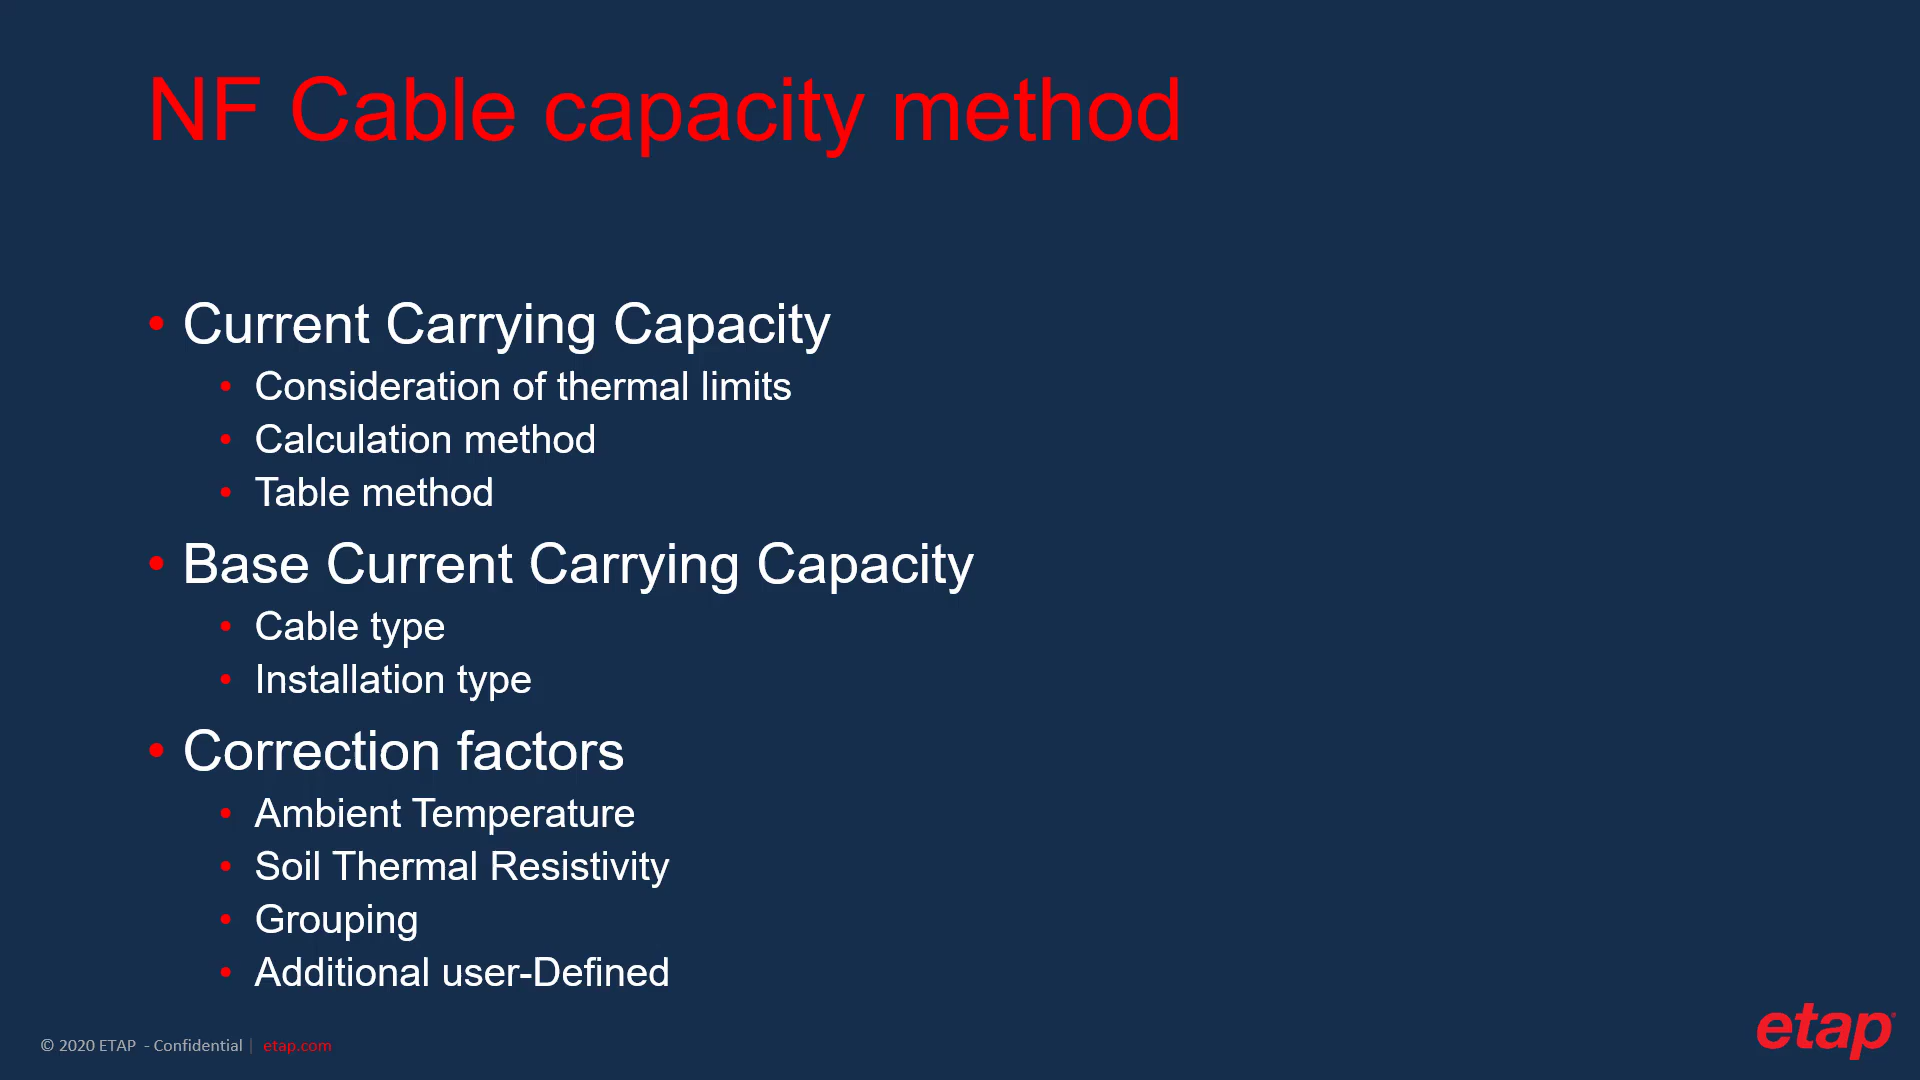 NF Cable capacity method
• Current Carrying Capacity
• Consideration of thermal limits
• Calculation method
• Table method
• Base Current Carrying Capacity
• Cable type
• Installation type
• Correction factors
• Ambient Temperature
• Soil Thermal Resistivity
• Grouping
• Additional user-Defined
© 2020 ETAP - Confidential | etap.com
etap